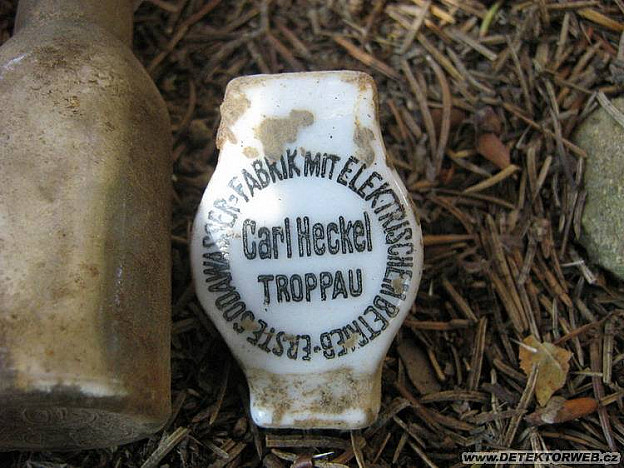 ERSTE SODAWASSER-FABRIK MIT ELEKTRISCHEM BETRIEB-
Carl Heckel
TROPPAU
www.DETEKTORWEB.cz